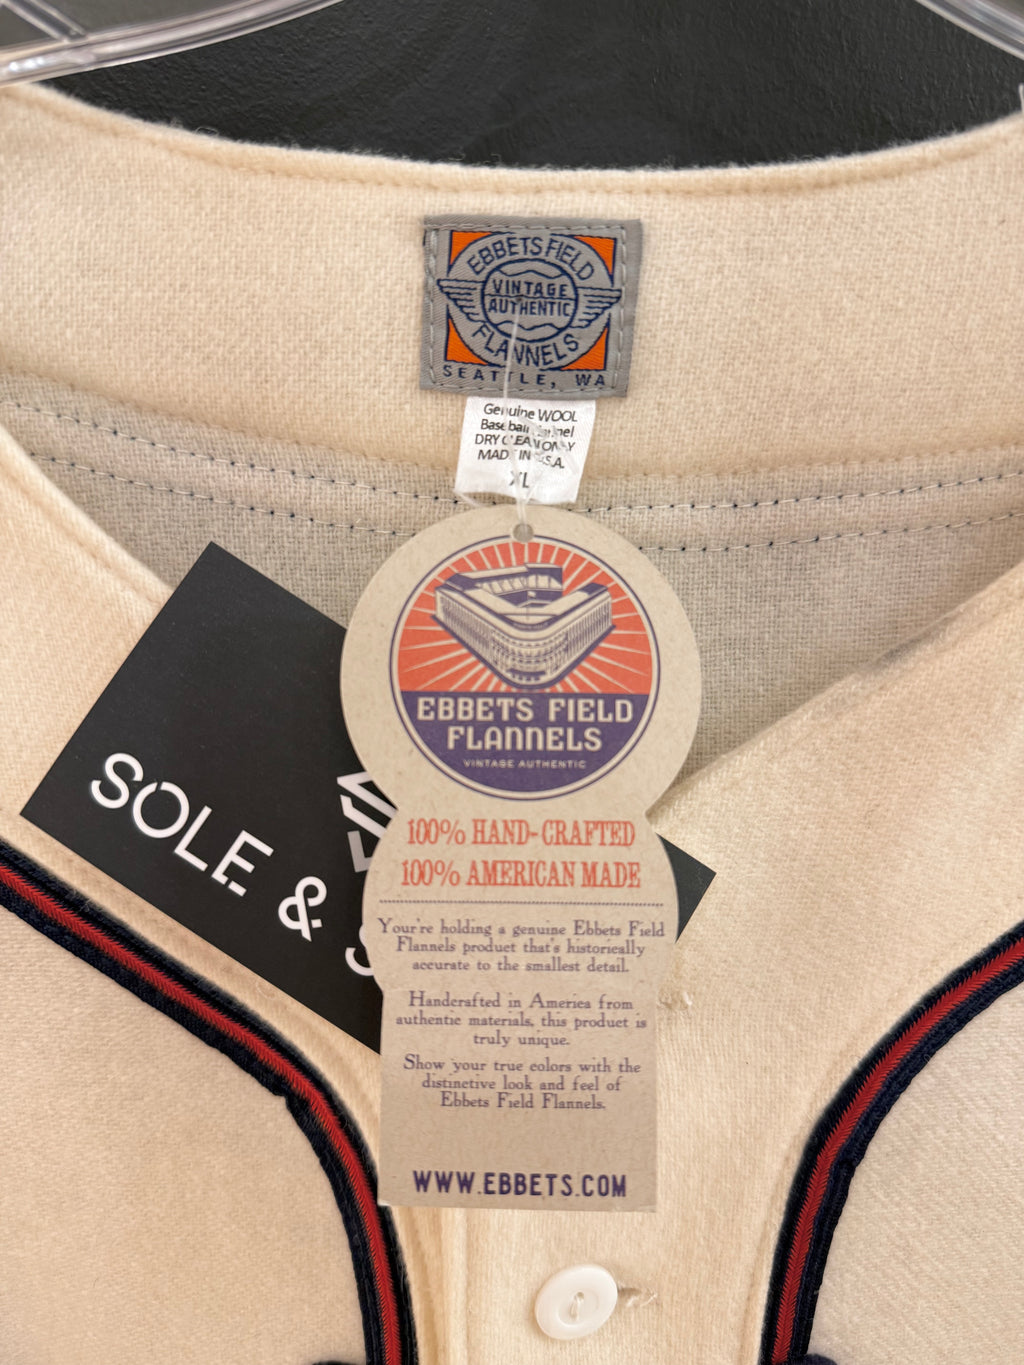 EBBETS FIELD
VINTAGE
AUTHENTIC
FLANNELS
SEATTLE, WA
Genuine WOOL
Baseball Flannel
DRY CLEAN ONLY
MADE IN U.S.A.
XL
EBBETS FIELD
FLANNELS
VINTAGE AUTHENTIC
100% HAND-CRAFTED
100% AMERICAN MADE
Your're holding a genuine Ebbets Field
Flannels product that's historically
accurate to the smallest detail.
Handcrafted in America from
authentic materials, this product is
truly unique.
Show your true colors with the
distinctive look and feel of
Ebbets Field Flannels.
WWW.EBBETS.COM
SOLE & S